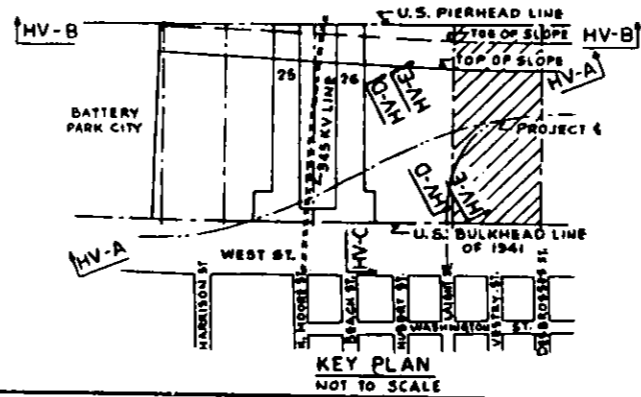 U.S. PIERHEAD LINE
HV-B
TOE OF SLOPE
HV-B
TOP OF SLOPE
HV-A
25
26
345 KV LINE
HV-E
HV-D
BATTERY
PARK CITY
PROJECT ℄
HV-D
HV-E
U.S. BULKHEAD LINE
OF 1941
HV-A
WEST ST.
HV-C
HARRISON ST.
N. MOORE ST.
BEACH ST.
HUBERT ST.
LAIGHT ST.
VESTRY ST.
DESBROSSES ST.
WASHINGTON ST.
KEY PLAN
NOT TO SCALE